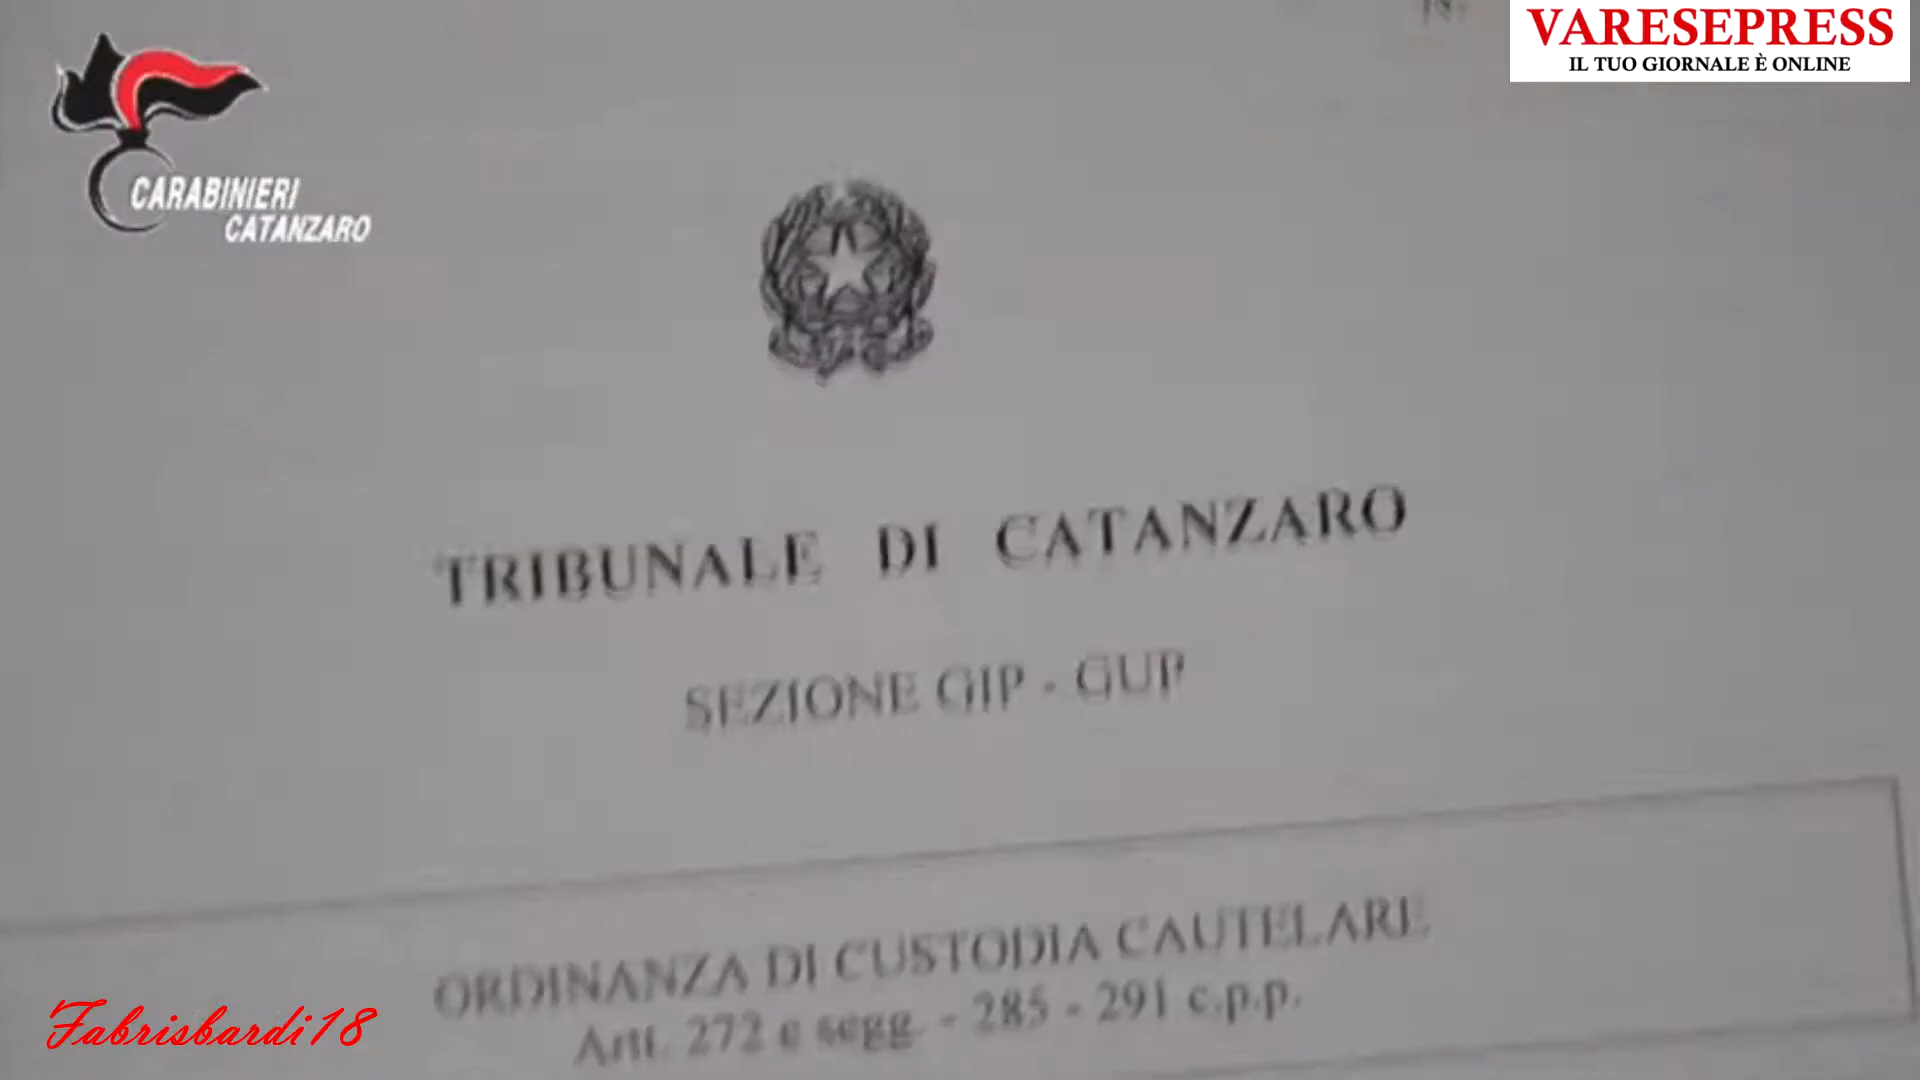 VARESEPRESS
IL TUO GIORNALE È ONLINE
CARABINIERI
CATANZARO
TRIBUNALE DI CATANZARO
SEZIONE GIP - GUP
ORDINANZA DI CUSTODIA CAUTELARE
Artt. 272 e segg. - 285 - 291 c.p.p.
Fabrisbardi18